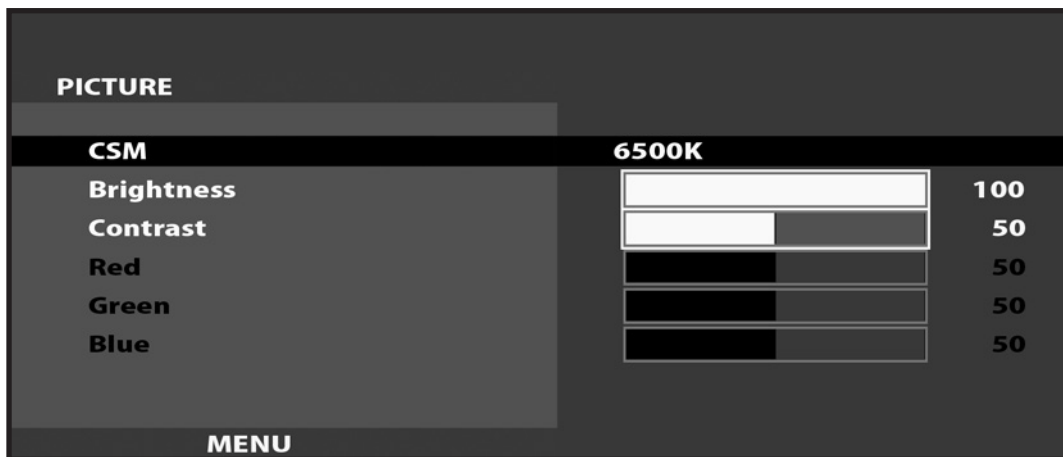 PICTURE
CSM 6500K
Brightness 100
Contrast 50
Red 50
Green 50
Blue 50
MENU